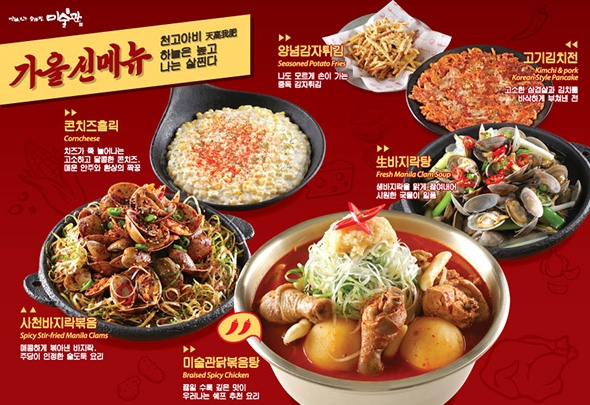 미술관
가을신메뉴
천고아비 天高我肥
하늘은 높고
나는 살찐다
양념감자튀김
Seasoned Potato Fries
나도 모르게 손이 가는
중독 감자튀김
고기김치전
Kimchi & pork
Korean Style Pancake
고소한 삼겹살과 김치를
바삭하게 부쳐낸 전
콘치즈홀릭
Corncheese
치즈가 쭉 늘어나는
고소하고 달콤한 콘치즈.
매운 안주와 환상의 짝꿍
生바지락탕
Fresh Manila Clam Soup
생바지락을 맑게 끓여내어
시원한 국물이 일품
사천바지락볶음
Spicy Stir-fried Manila Clams
매콤하게 볶아낸 바지락.
주당이 인정한 술도둑 요리
미술관닭볶음탕
Braised Spicy Chicken
끓일 수록 깊은 맛이
우러나는 쉐프 추천 요리